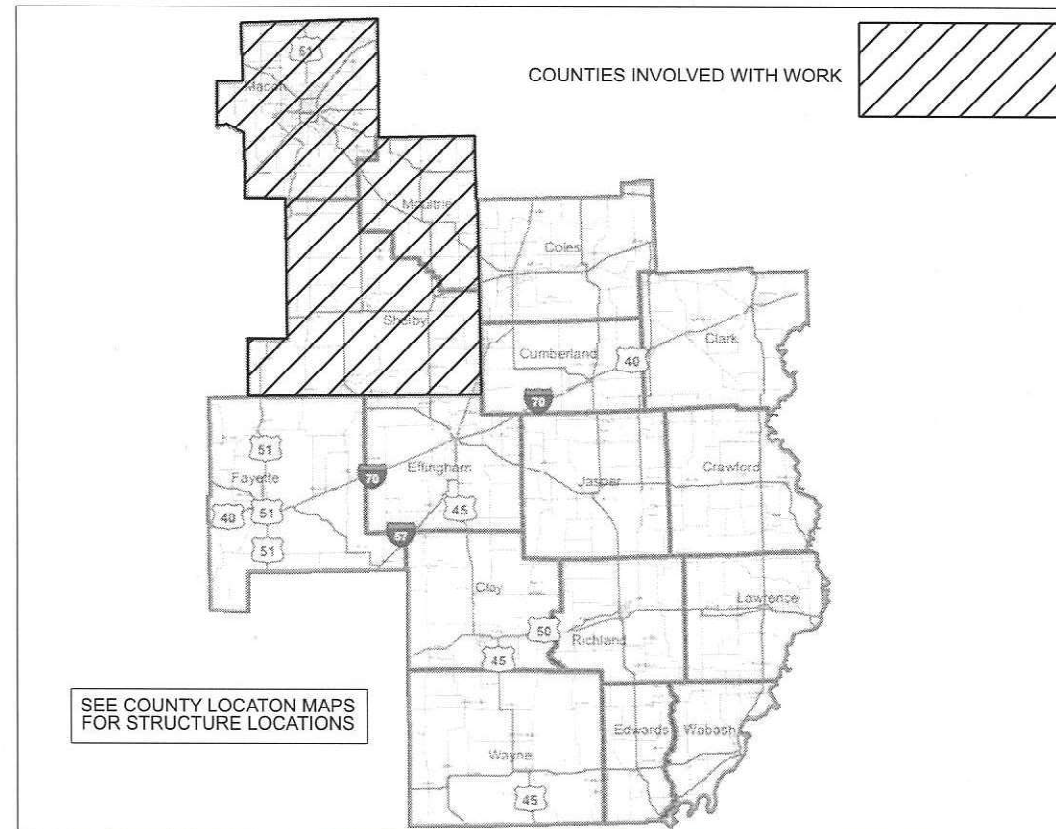 51
COUNTIES INVOLVED WITH WORK
Macon
Moultrie
Coles
Shelby
Cumberland
40
Clark
70
51
Fayette
70
Effingham
Jasper
Crawford
40
51
45
51
57
Clay
Lawrence
50
Richland
45
SEE COUNTY LOCATON MAPS
FOR STRUCTURE LOCATIONS
Edwards
Wabash
Wayne
45